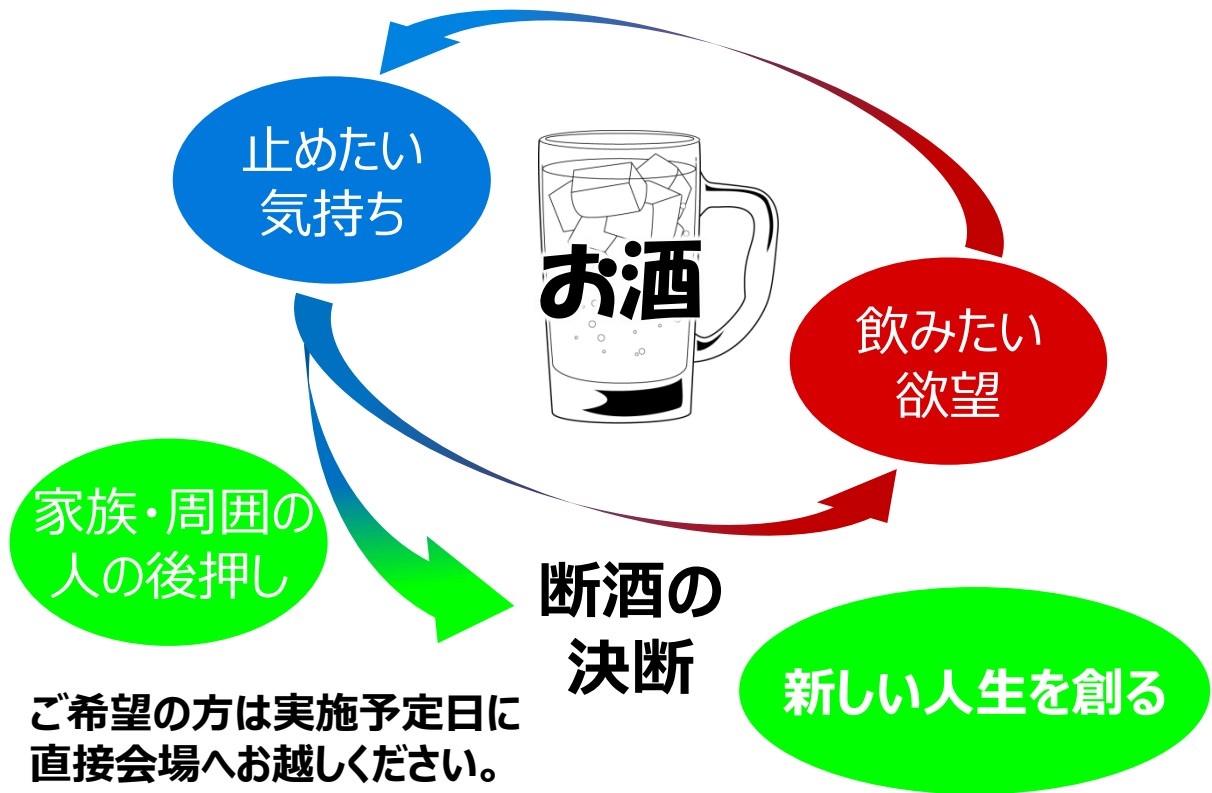 止めたい
気持ち
お酒
飲みたい
欲望
家族・周囲の
人の後押し
断酒の
決断
新しい人生を創る
ご希望の方は実施予定日に
直接会場へお越しください。